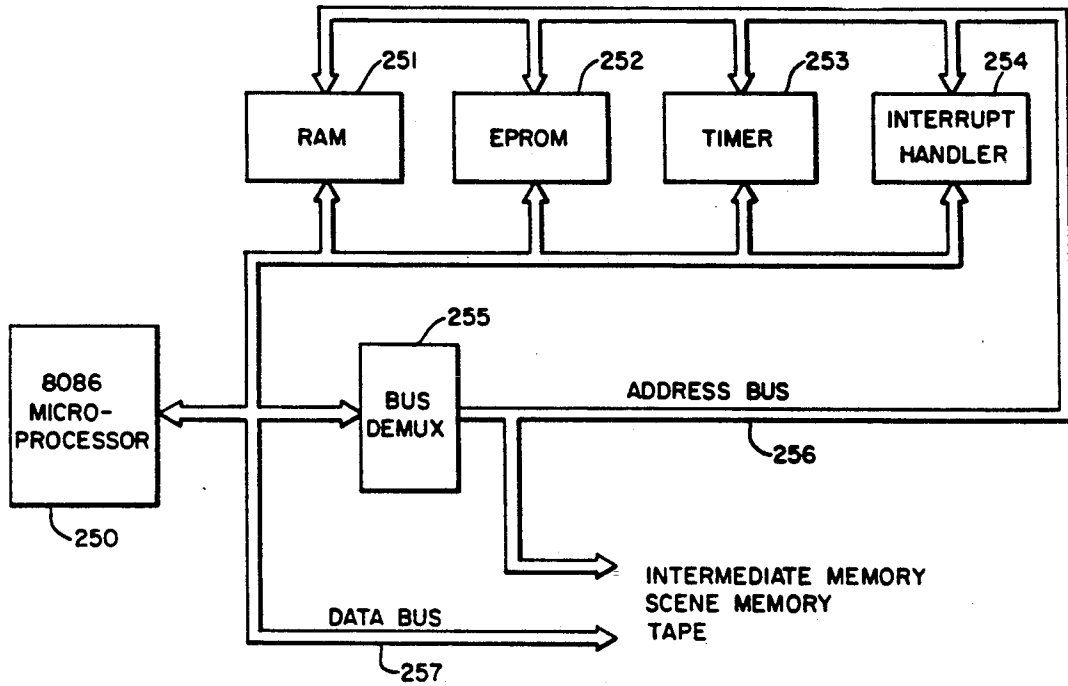 251
252
253
254
RAM
EPROM
TIMER
INTERRUPT
HANDLER
255
8086
MICRO-
PROCESSOR
BUS
DEMUX
ADDRESS BUS
256
250
INTERMEDIATE MEMORY
SCENE MEMORY
TAPE
DATA BUS
257